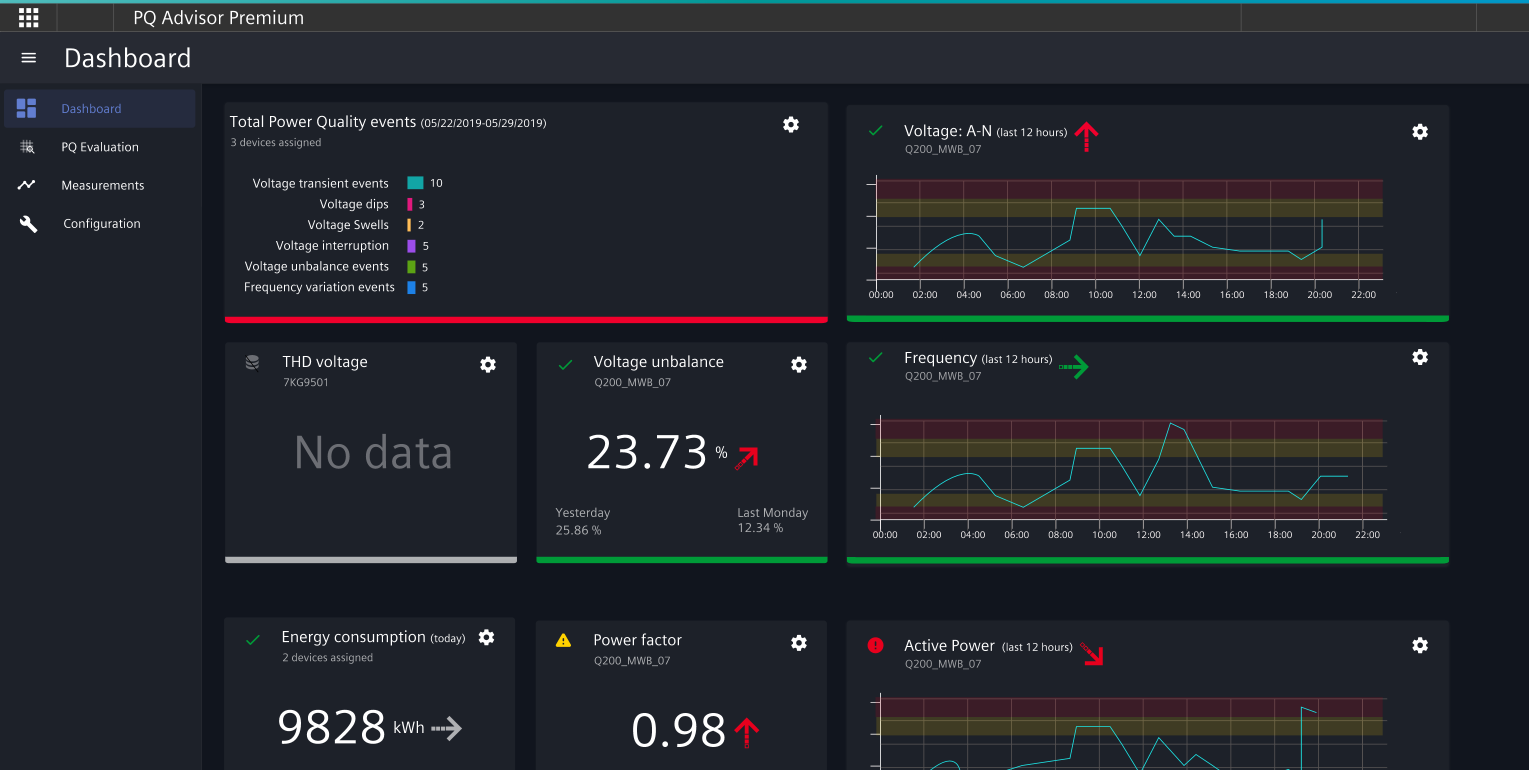 PQ Advisor Premium
Dashboard
Dashboard
PQ Evaluation
Measurements
Configuration
Total Power Quality events (05/22/2019-05/29/2019)
3 devices assigned
Voltage transient events 10
Voltage dips 3
Voltage Swells 2
Voltage interruption 5
Voltage unbalance events 5
Frequency variation events 5
Voltage: A-N (last 12 hours)
Q200_MWB_07
00:00 02:00 04:00 06:00 08:00 10:00 12:00 14:00 16:00 18:00 20:00 22:00
THD voltage
7KG9501
No data
Voltage unbalance
Q200_MWB_07
23.73 %
Yesterday Last Monday
25.86 % 12.34 %
Frequency (last 12 hours)
Q200_MWB_07
00:00 02:00 04:00 06:00 08:00 10:00 12:00 14:00 16:00 18:00 20:00 22:00
Energy consumption (today)
2 devices assigned
9828 kWh
Power factor
Q200_MWB_07
0.98
Active Power (last 12 hours)
Q200_MWB_07